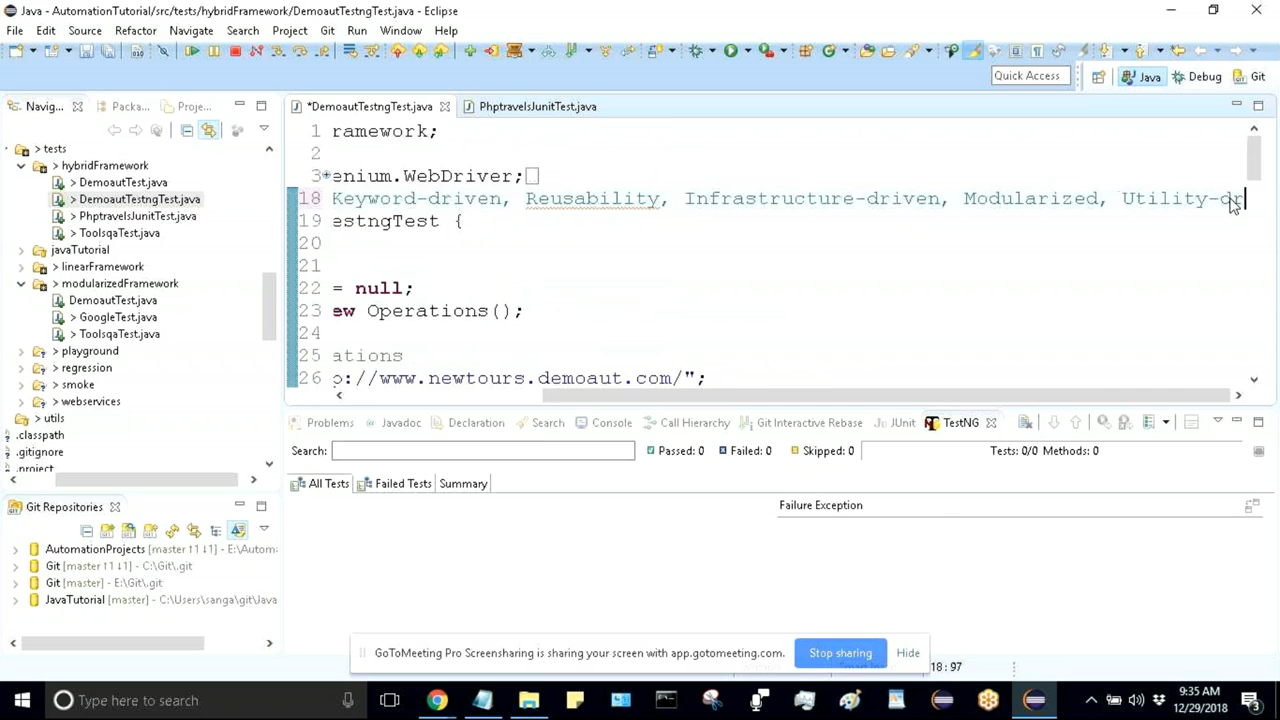 Java - AutomationTutorial/src/tests/hybridFramework/DemoautTestngTest.java - Eclipse
File Edit Source Refactor Navigate Search Project Git Run Window Help
Quick Access Java Debug Git
Navig... Packa... Proje...
*DemoautTestngTest.java PhptravelsJunitTest.java
tests
> hybridFramework
> DemoautTest.java
> DemoautTestngTest.java
> PhptravelsJunitTest.java
> ToolsqaTest.java
javaTutorial
> linearFramework
> modularizedFramework
DemoautTest.java
> GoogleTest.java
> ToolsqaTest.java
> playground
> regression
> smoke
> webservices
> utils
.classpath
.gitignore
.project
1 ramework;
2
3 enium.WebDriver;
18 Keyword-driven, Reusability, Infrastructure-driven, Modularized, Utility-dr
19 estngTest {
20
21
22 = null;
23 ew Operations();
24
25 ations
26 p://www.newtours.demoaut.com/";
Problems Javadoc Declaration Search Console Call Hierarchy Git Interactive Rebase JUnit TestNG
Search: Passed: 0 Failed: 0 Skipped: 0 Tests: 0/0 Methods: 0
All Tests Failed Tests Summary
Failure Exception
Git Repositories
AutomationProjects [master ↑1 ↓1] - E:\Autom
Git [master ↑1 ↓1] - C:\Git\.git
Git [master] - E:\Git\.git
JavaTutorial [master] - C:\Users\sanga\git\Java
GoToMeeting Pro Screensharing is sharing your screen with app.gotomeeting.com. Stop sharing Hide
18 : 97
Type here to search
9:35 AM
12/29/2018
3